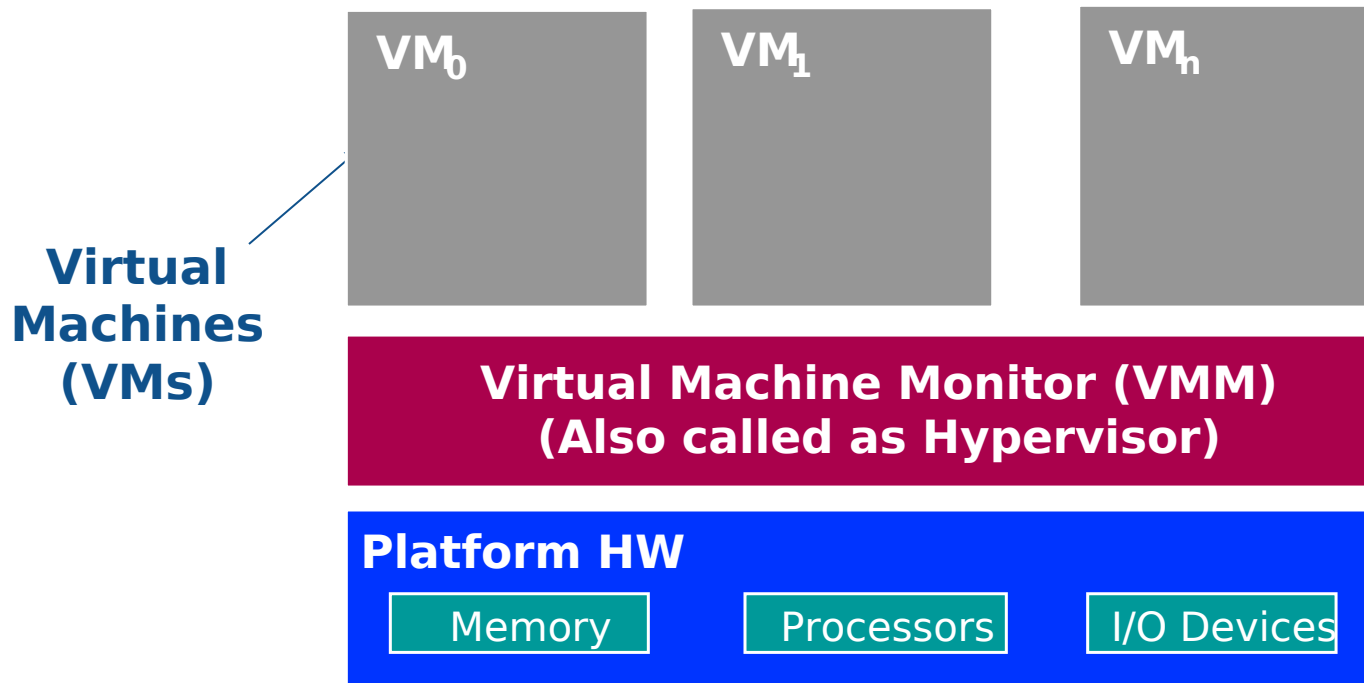 VM0
VM1
VMn
Virtual
Machines
(VMs)
Virtual Machine Monitor (VMM)
(Also called as Hypervisor)
Platform HW
Memory
Processors
I/O Devices